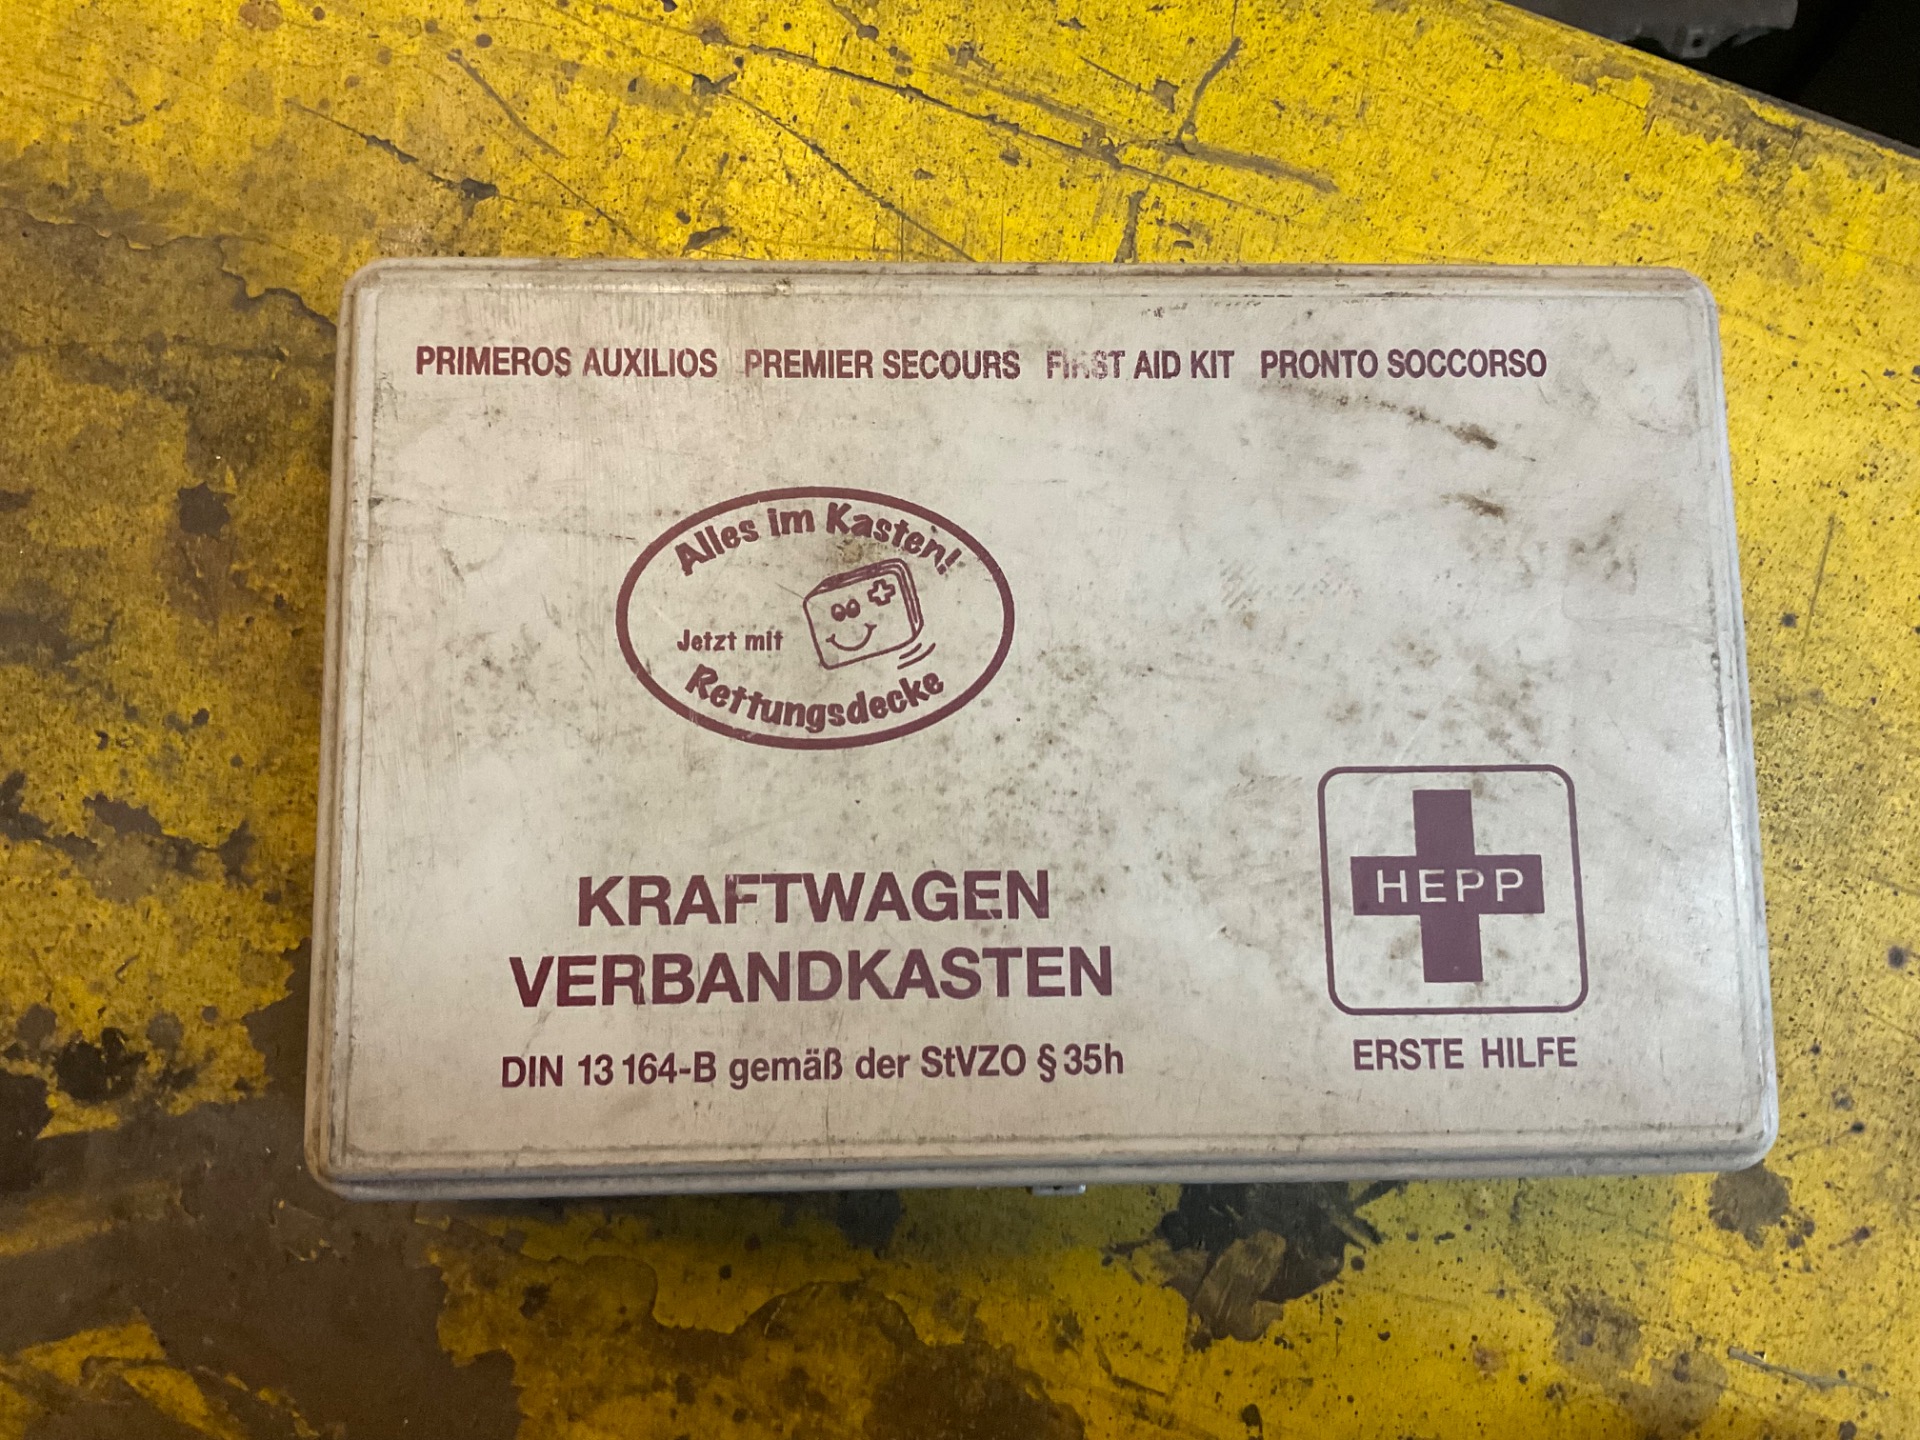 PRIMEROS AUXILIOS PREMIER SECOURS FIRST AID KIT PRONTO SOCCORSO
Alles im Kasten!
Jetzt mit
Rettungsdecke
KRAFTWAGEN
VERBANDKASTEN
DIN 13 164-B gemäß der StVZO § 35h
HEPP
ERSTE HILFE